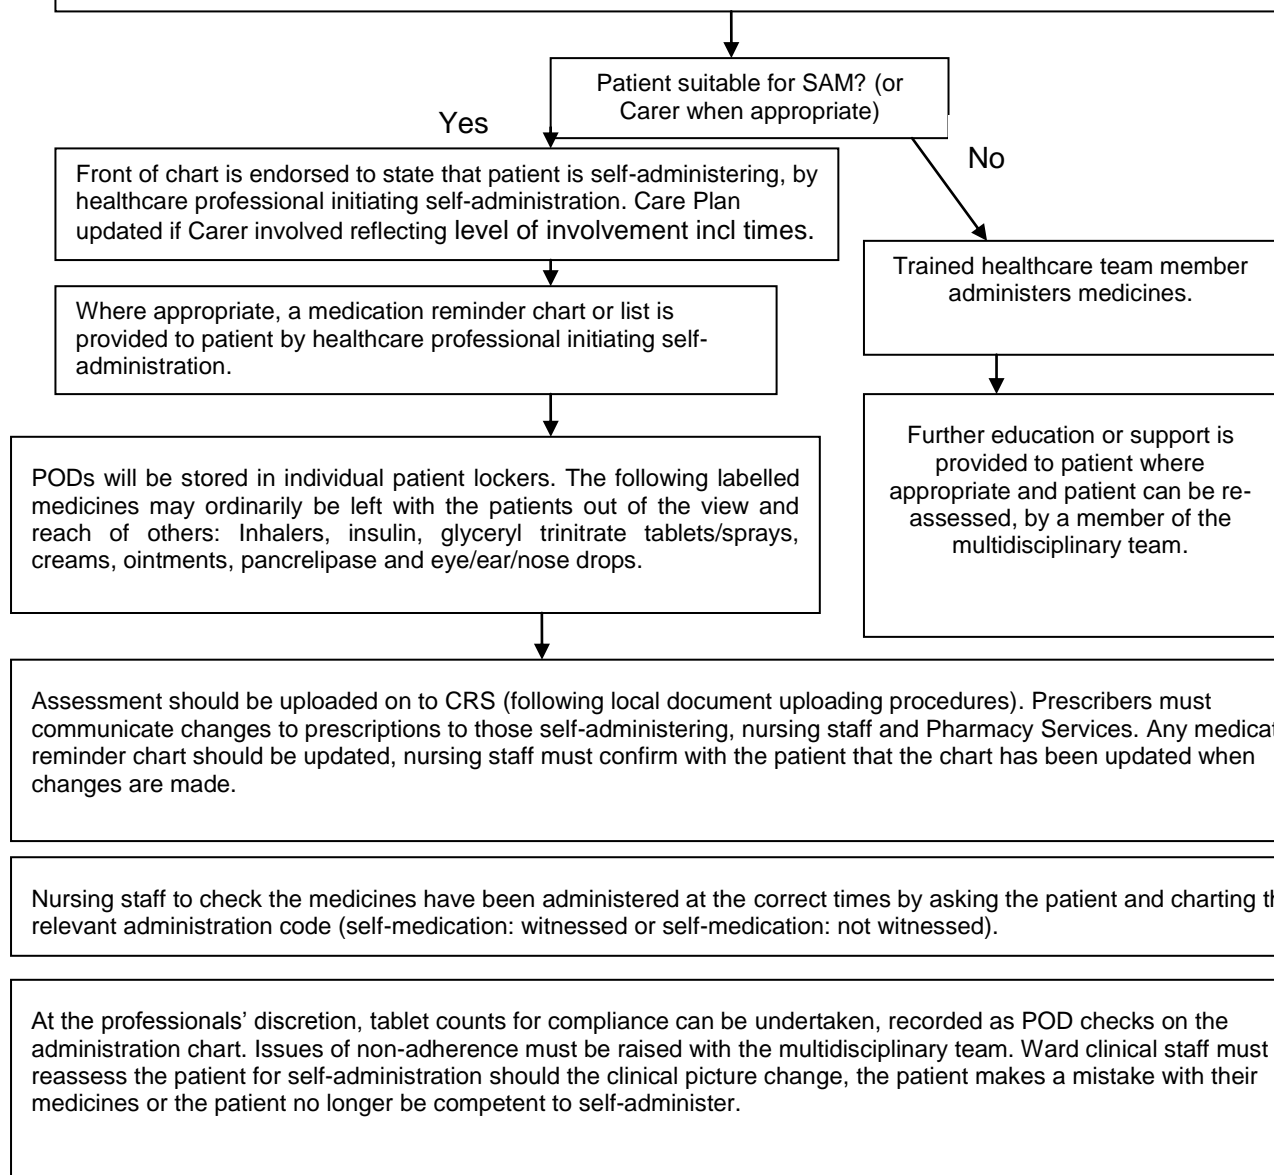 Patient suitable for SAM? (or
Carer when appropriate)
Yes
No
Front of chart is endorsed to state that patient is self-administering, by
healthcare professional initiating self-administration. Care Plan
updated if Carer involved reflecting level of involvement incl times.
Trained healthcare team member
administers medicines.
Where appropriate, a medication reminder chart or list is
provided to patient by healthcare professional initiating self-
administration.
Further education or support is
provided to patient where
appropriate and patient can be re-
assessed, by a member of the
multidisciplinary team.
PODs will be stored in individual patient lockers. The following labelled
medicines may ordinarily be left with the patients out of the view and
reach of others: Inhalers, insulin, glyceryl trinitrate tablets/sprays,
creams, ointments, pancrelipase and eye/ear/nose drops.
Assessment should be uploaded on to CRS (following local document uploading procedures). Prescribers must
communicate changes to prescriptions to those self-administering, nursing staff and Pharmacy Services. Any
reminder chart should be updated, nursing staff must confirm with the patient that the chart has been updated when
changes are made.
Nursing staff to check the medicines have been administered at the correct times by asking the patient and charting
relevant administration code (self-medication: witnessed or self-medication: not witnessed).
At the professionals' discretion, tablet counts for compliance can be undertaken, recorded as POD checks on the
administration chart. Issues of non-adherence must be raised with the multidisciplinary team. Ward clinical staff must
reassess the patient for self-administration should the clinical picture change, the patient makes a mistake with their
medicines or the patient no longer be competent to self-administer.